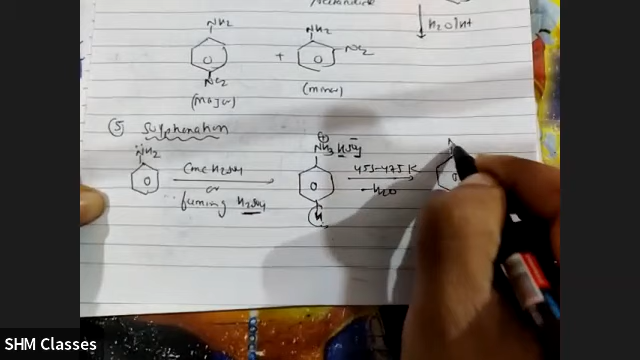 H2O/H+
NH2
NH2
+
NO2
NO2
(Major)
(minor)
⑤ Sulphonation
NH2
⊕
NH3 HSO4
Conc H2SO4
or
fuming H2SO4
453-475 K
-H2O
H
SHM Classes